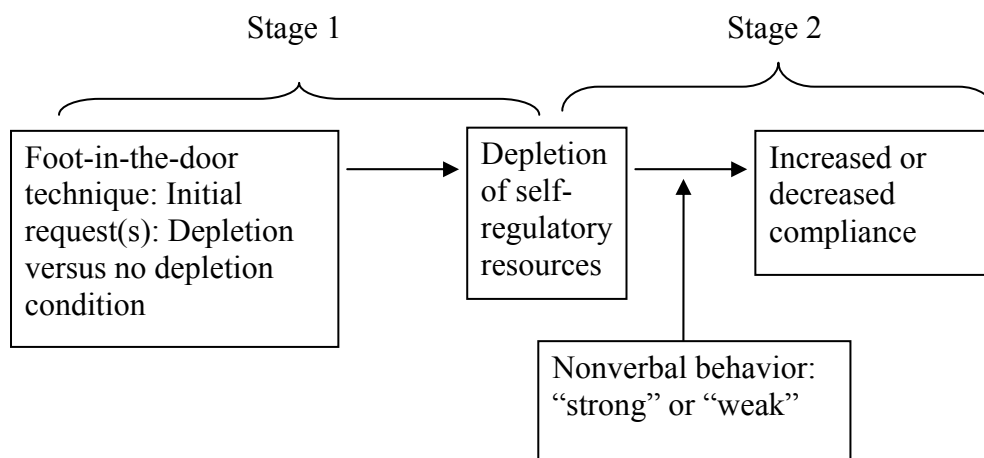 Stage 1
Stage 2
Foot-in-the-door
technique: Initial
request(s): Depletion
versus no depletion
condition
Depletion
of self-
regulatory
resources
Increased or
decreased
compliance
Nonverbal behavior:
“strong” or “weak”